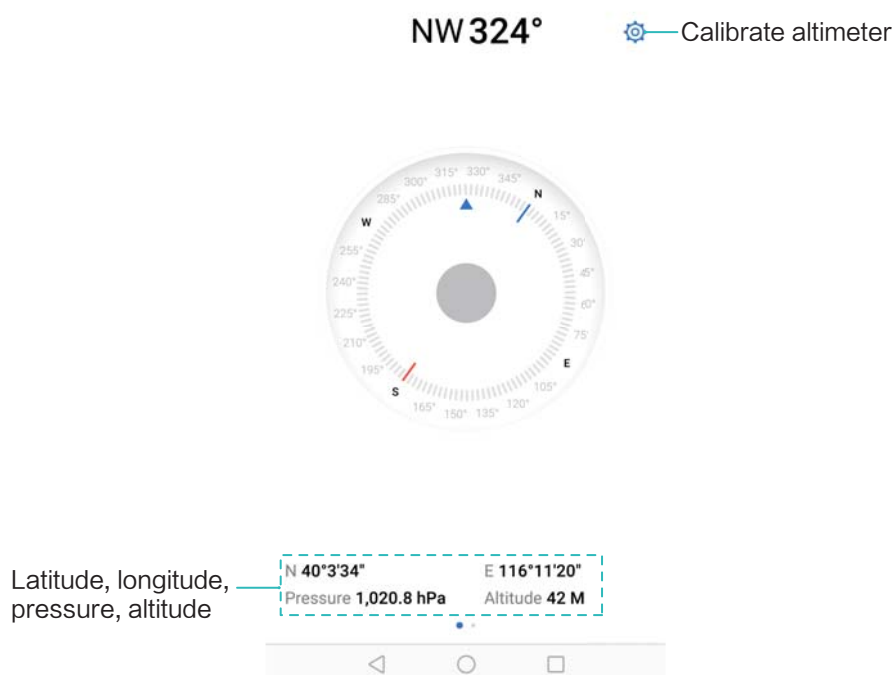 NW 324°
Calibrate altimeter
315° 330° 345° N 15° 30° 45° 60° 75° E 105° 120° 135° 150° 165° S 195° 210° 225° 240° 255° W 285° 300°
Latitude, longitude,
pressure, altitude
N 40°3'34" E 116°11'20"
Pressure 1,020.8 hPa Altitude 42 M